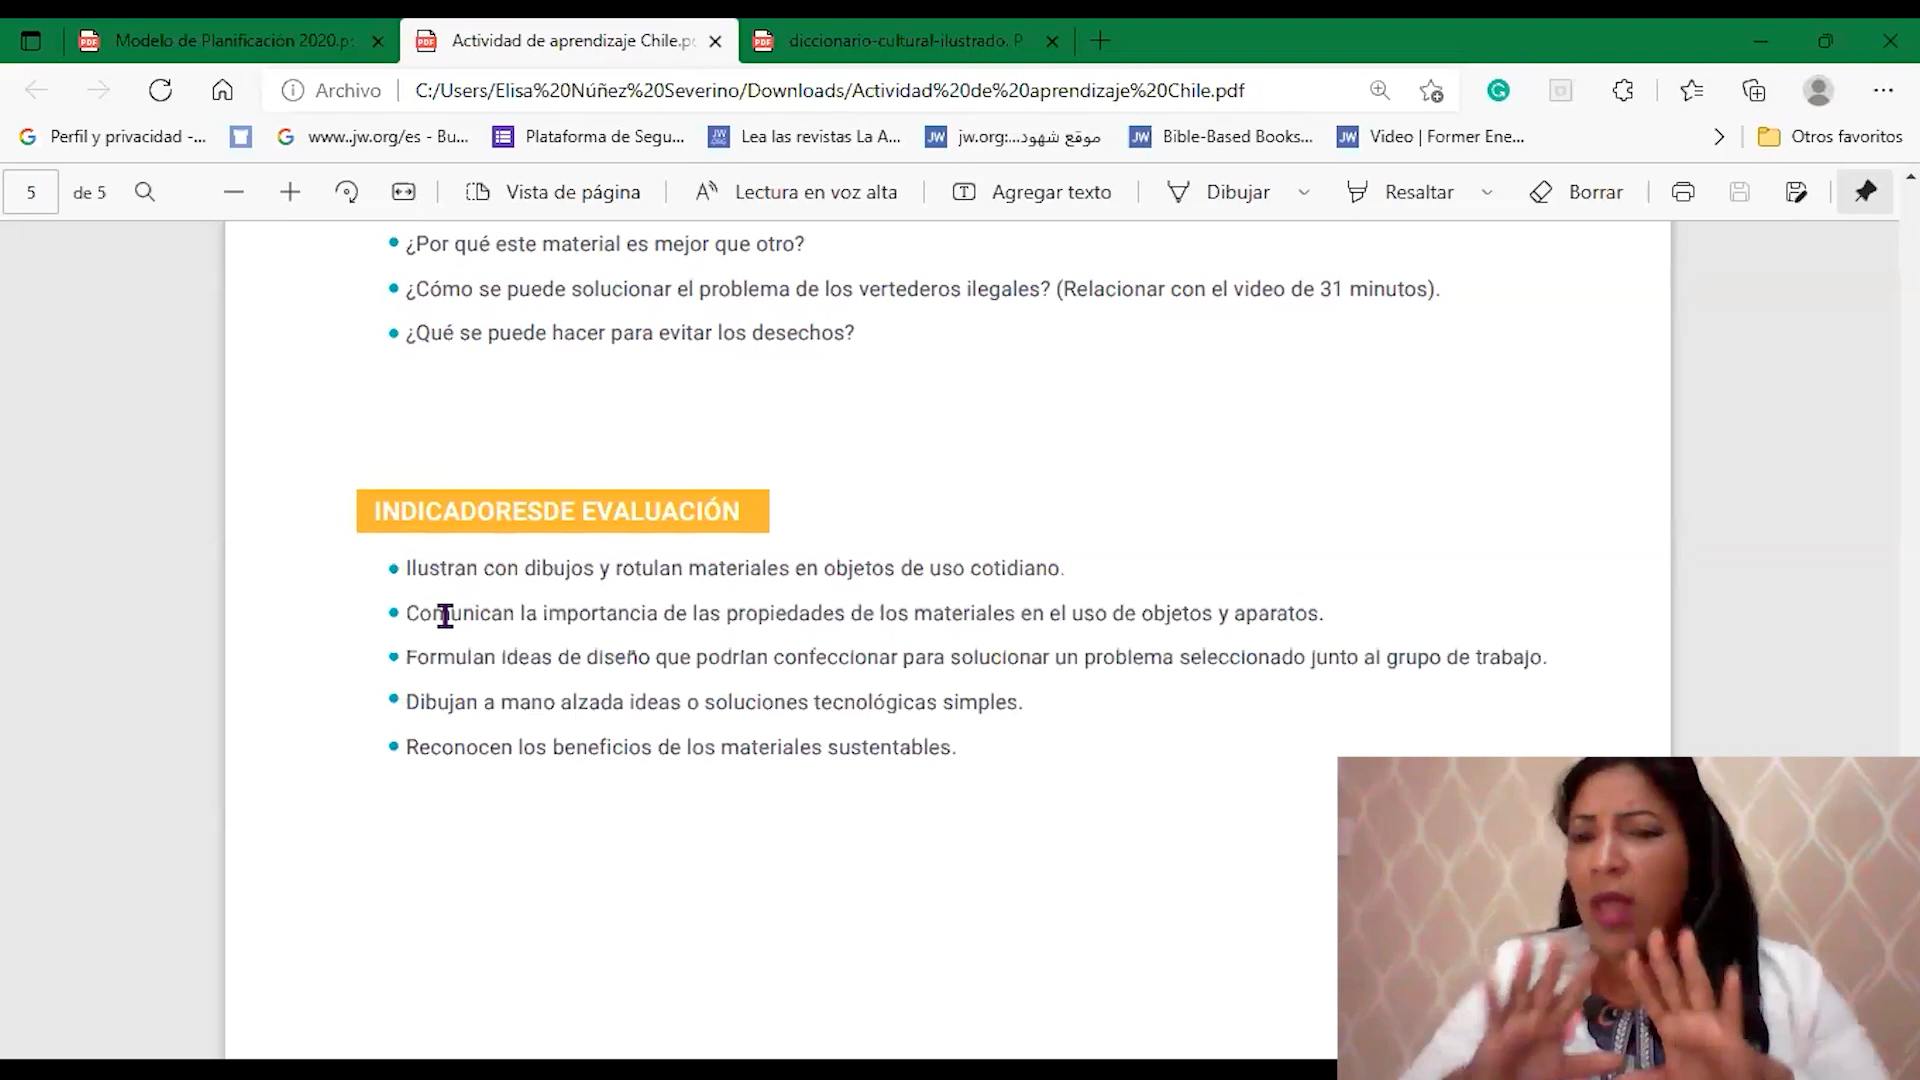 Modelo de Planificación 2020.p
Actividad de aprendizaje Chile.p
diccionario-cultural-ilustrado. P
Archivo
C:/Users/Elisa%20Núñez%20Severino/Downloads/Actividad%20de%20aprendizaje%20Chile.pdf
Perfil y privacidad -...
www..jw.org/es - Bu...
Plataforma de Segu...
Lea las revistas La A...
jw.org:...موقع شهود
Bible-Based Books...
Video | Former Ene...
Otros favoritos
5 de 5
Vista de página
Lectura en voz alta
Agregar texto
Dibujar
Resaltar
Borrar
¿Por qué este material es mejor que otro?
¿Cómo se puede solucionar el problema de los vertederos ilegales? (Relacionar con el video de 31 minutos).
¿Qué se puede hacer para evitar los desechos?
INDICADORESDE EVALUACIÓN
Ilustran con dibujos y rotulan materiales en objetos de uso cotidiano.
Comunican la importancia de las propiedades de los materiales en el uso de objetos y aparatos.
Formulan ideas de diseño que podrían confeccionar para solucionar un problema seleccionado junto al grupo de trabajo.
Dibujan a mano alzada ideas o soluciones tecnológicas simples.
Reconocen los beneficios de los materiales sustentables.